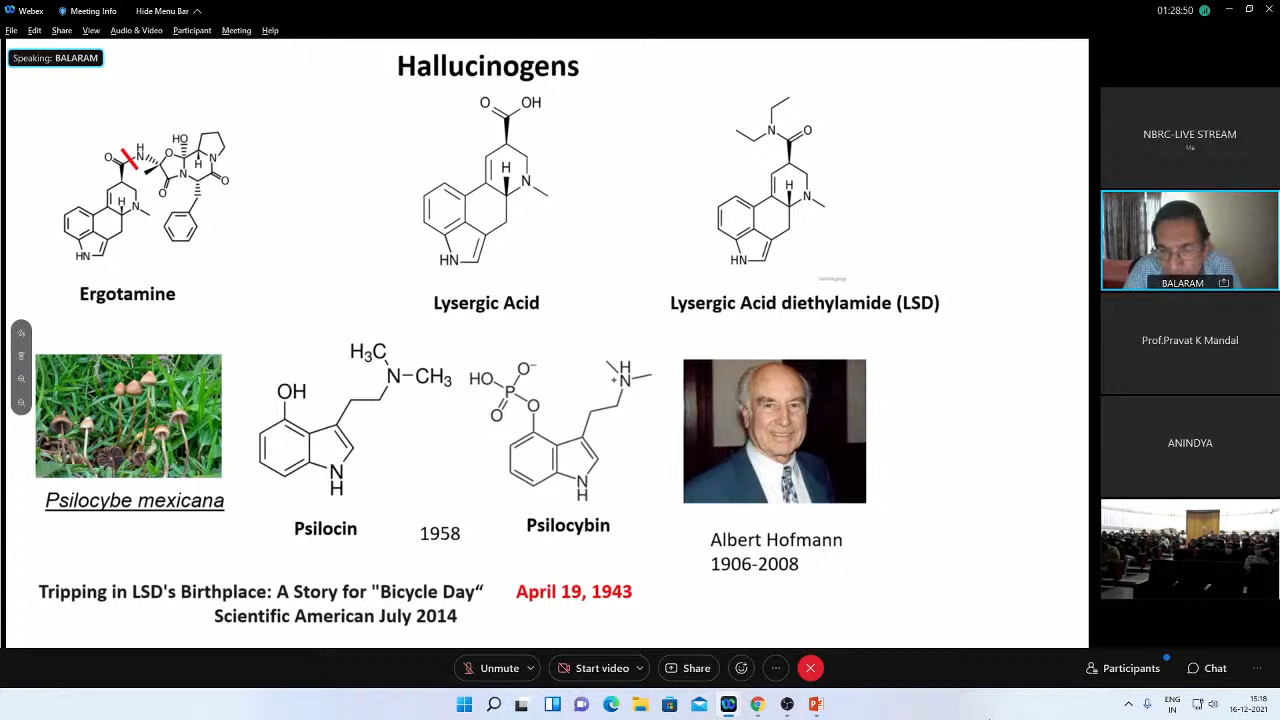 Webex
Meeting Info
Hide Menu Bar
01:28:50
File Edit Share View Audio & Video Participant Meeting Help
Speaking: BALARAM
Hallucinogens
O OH
N O
H N
HN
HO
O H N
O
H
N
O N
O
H N
HN
H
N
HN
H
N
HN
Ergotamine
Lysergic Acid
Lysergic Acid diethylamide (LSD)
H₃C
N–CH₃
OH
N
H
HO O⁻
P
O O
H
+N
N
H
Psilocybe mexicana
Psilocin
1958
Psilocybin
Albert Hofmann
1906-2008
Tripping in LSD's Birthplace: A Story for "Bicycle Day“ April 19, 1943
Scientific American July 2014
NBRC-LIVE STREAM
Me
BALARAM
Prof.Pravat K Mandal
ANINDYA
Unmute
Start video
Share
Participants
Chat
ENG
IN
15:18
16-12-2021